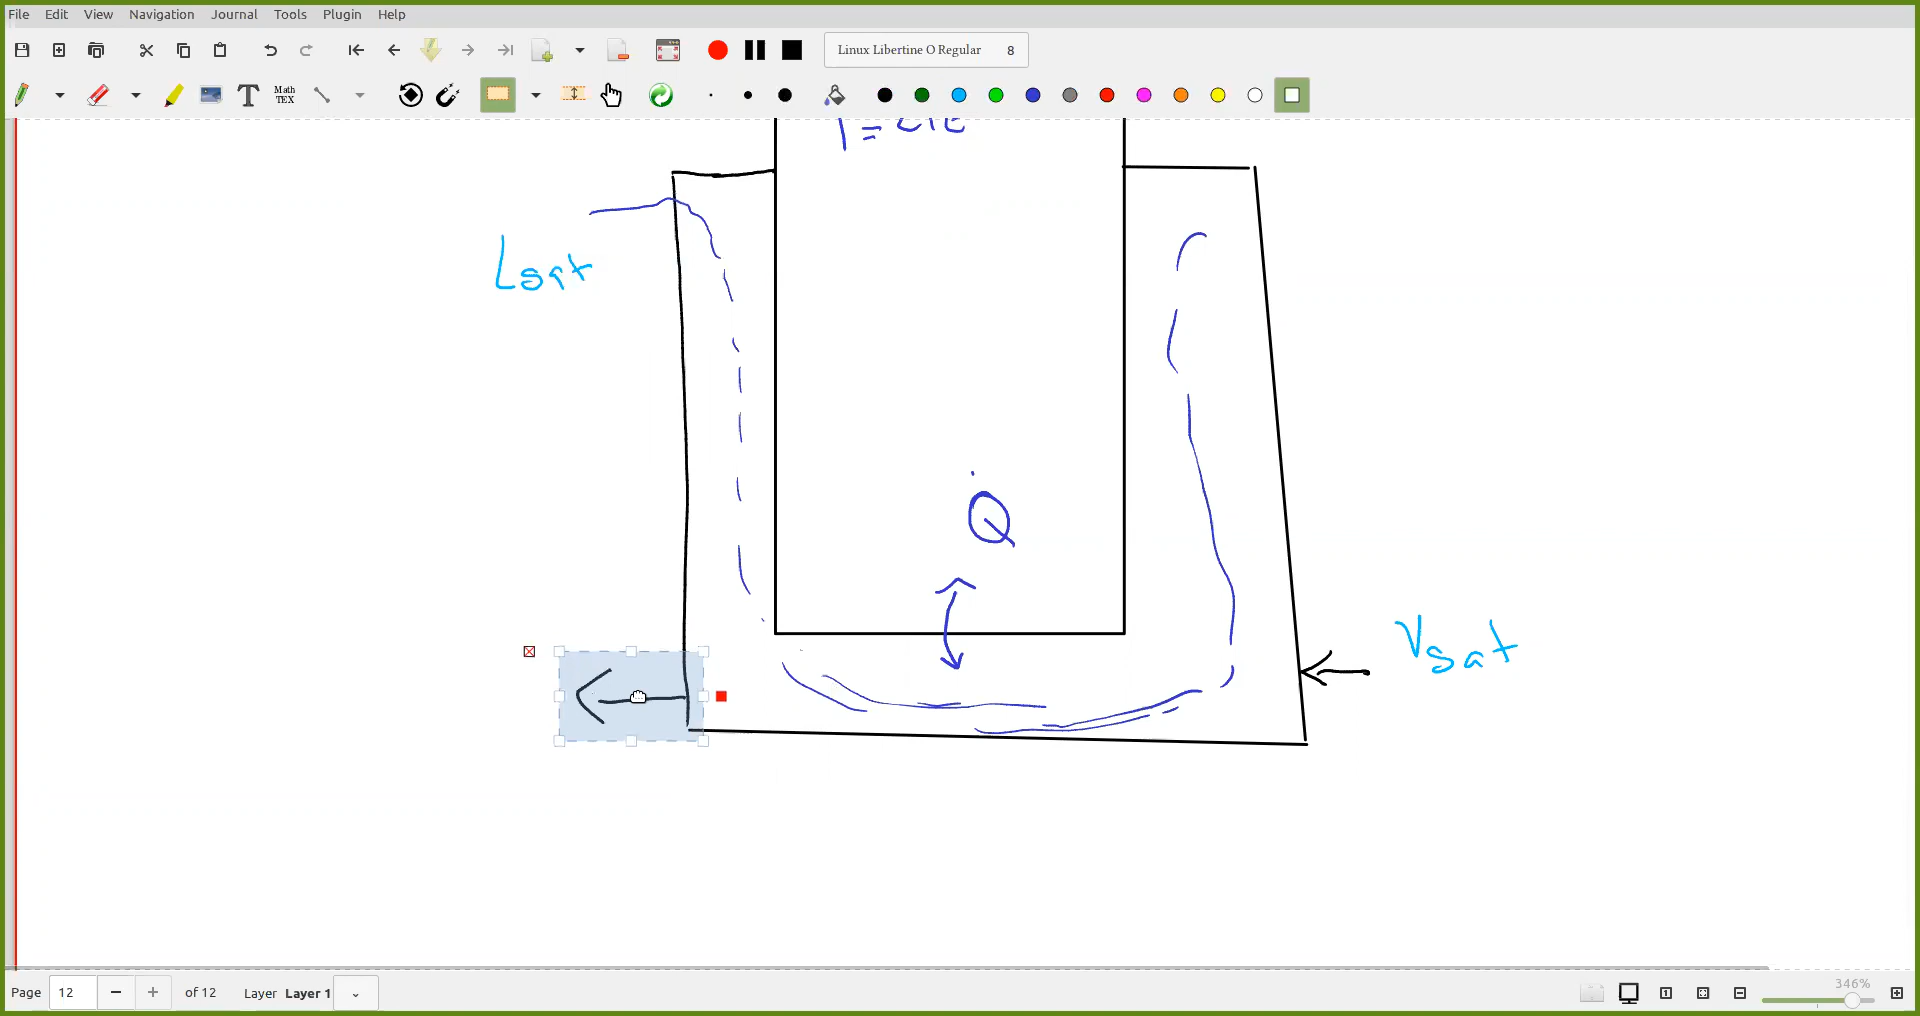 File Edit View Navigation Journal Tools Plugin Help
Linux Libertine O Regular 8
Math
TEX
Lsat
Q
Vsat
Page 12 of 12 Layer Layer 1
346%